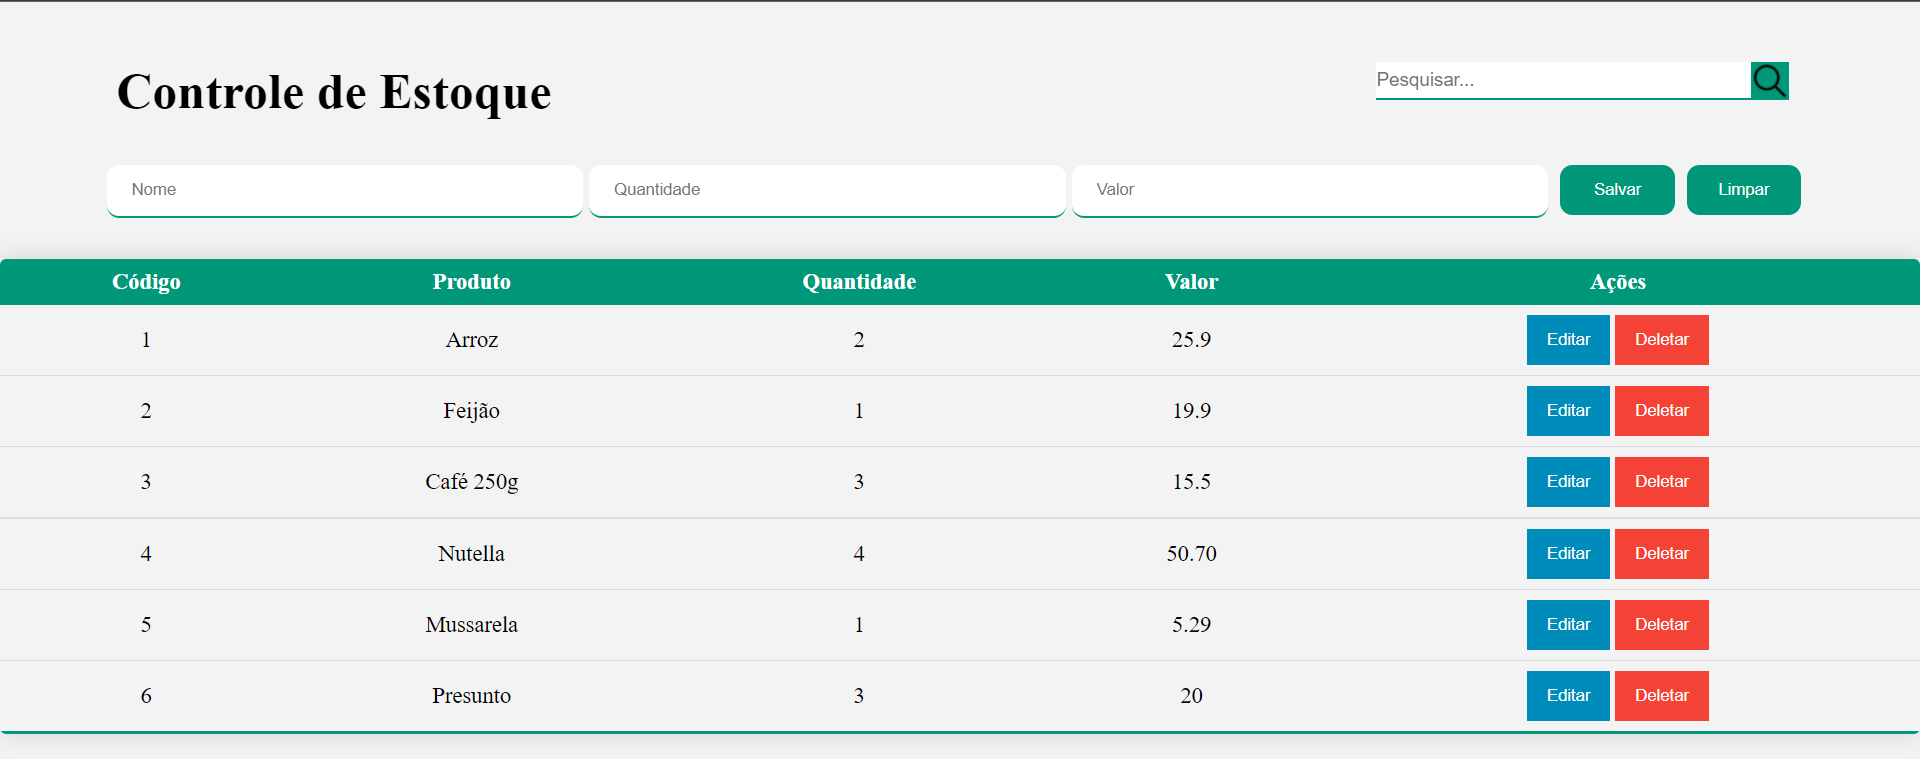 Controle de Estoque
Pesquisar...
Nome Quantidade Valor Salvar Limpar
Código Produto Quantidade Valor Ações
1 Arroz 2 25.9 Editar Deletar
2 Feijão 1 19.9 Editar Deletar
3 Café 250g 3 15.5 Editar Deletar
4 Nutella 4 50.70 Editar Deletar
5 Mussarela 1 5.29 Editar Deletar
6 Presunto 3 20 Editar Deletar